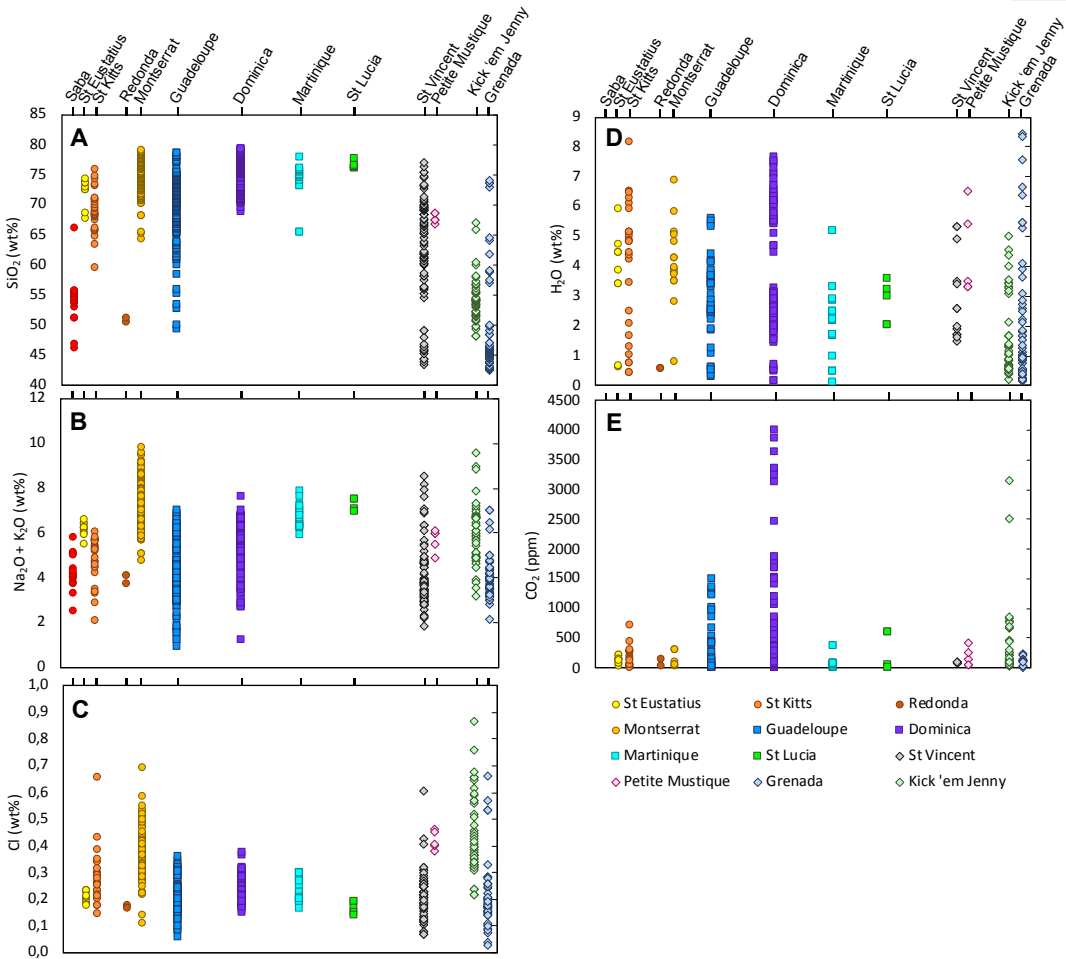 Saba
St Eustatius
St Kitts
Redonda
Montserrat
Guadeloupe
Dominica
Martinique
St Lucia
St Vincent
Petite Mustique
Kick 'em Jenny
Grenada
A
SiO₂ (wt%)
85
80
75
70
65
60
55
50
45
40
B
Na₂O + K₂O (wt%)
12
10
8
6
4
2
0
C
Cl (wt%)
1,0
0,9
0,8
0,7
0,6
0,5
0,4
0,3
0,2
0,1
0,0
Saba
St Eustatius
St Kitts
Redonda
Montserrat
Guadeloupe
Dominica
Martinique
St Lucia
St Vincent
Petite Mustique
Kick 'em Jenny
Grenada
D
H₂O (wt%)
9
8
7
6
5
4
3
2
1
0
E
CO₂ (ppm)
4500
4000
3500
3000
2500
2000
1500
1000
500
0
St Eustatius St Kitts Redonda
Montserrat Guadeloupe Dominica
Martinique St Lucia St Vincent
Petite Mustique Grenada Kick 'em Jenny